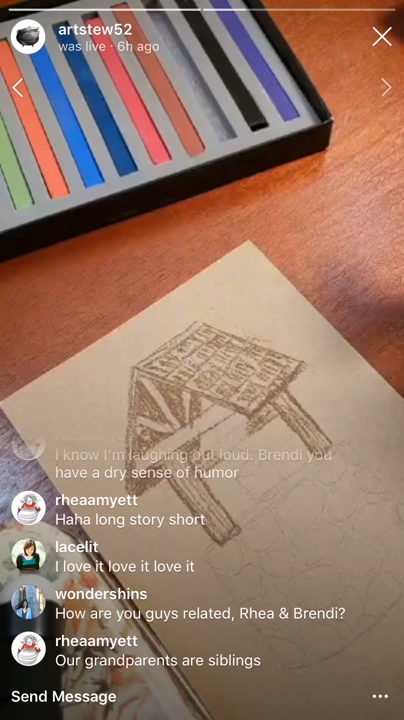 artstew52
was live · 6h ago
I know I'm laughing out loud. Brendi you
have a dry sense of humor
rheaamyett
Haha long story short
lacelit
I love it love it love it
wondershins
How are you guys related, Rhea & Brendi?
rheaamyett
Our grandparents are siblings
Send Message